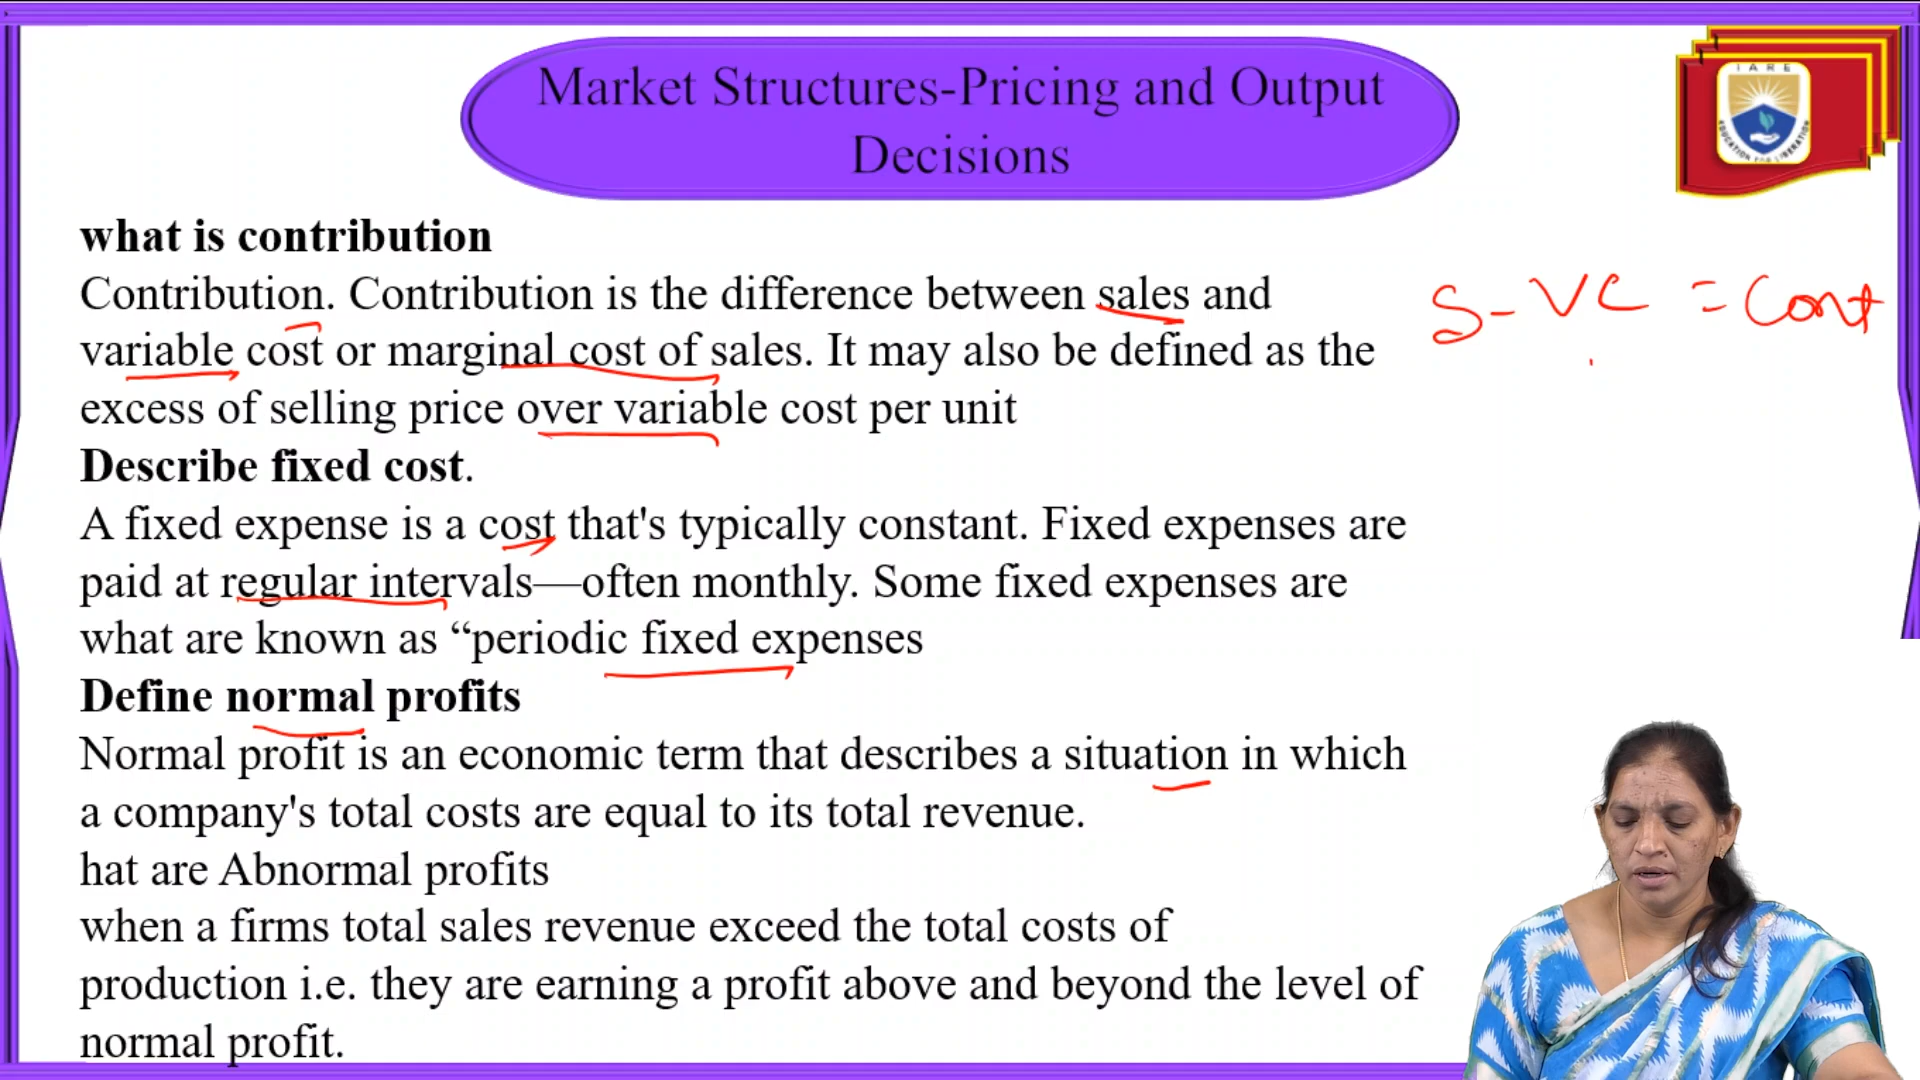 Market Structures-Pricing and Output
Decisions
IARE
EDUCATION FOR LIBERATION
what is contribution
Contribution. Contribution is the difference between sales and
variable cost or marginal cost of sales. It may also be defined as the
excess of selling price over variable cost per unit
S - VC = Cont
Describe fixed cost.
A fixed expense is a cost that's typically constant. Fixed expenses are
paid at regular intervals—often monthly. Some fixed expenses are
what are known as “periodic fixed expenses
Define normal profits
Normal profit is an economic term that describes a situation in which
a company's total costs are equal to its total revenue.
hat are Abnormal profits
when a firms total sales revenue exceed the total costs of
production i.e. they are earning a profit above and beyond the level of
normal profit.